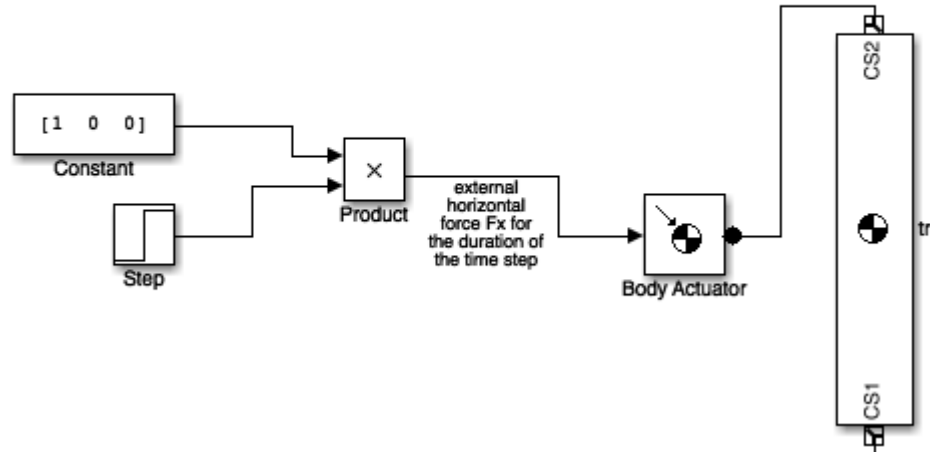 CS2
[1 0 0]
Constant
×
Product
Step
external
horizontal
force Fx for
the duration of
the time step
Body Actuator
tr
CS1